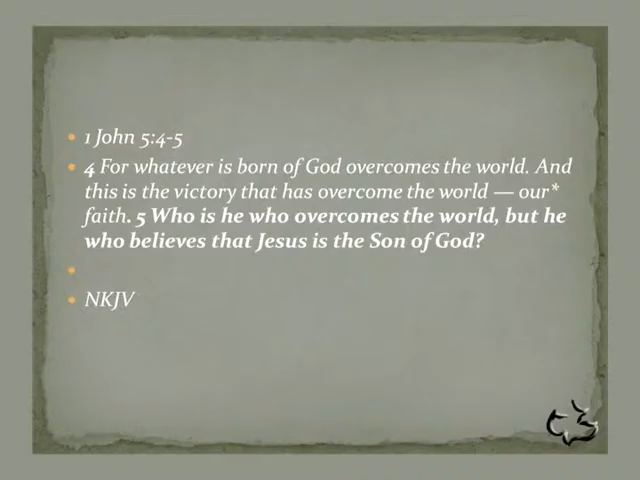 1 John 5:4-5
4 For whatever is born of God overcomes the world. And
this is the victory that has overcome the world — our*
faith. 5 Who is he who overcomes the world, but he
who believes that Jesus is the Son of God?
NKJV